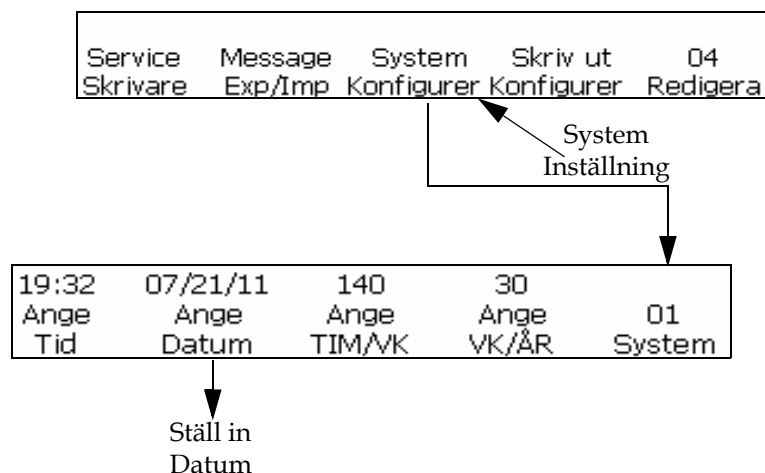 Service Message System Skriv ut 04
Skrivare Exp/Imp Konfigurer Konfigurer Redigera
System
Inställning
19:32 07/21/11 140 30
Ange Ange Ange Ange 01
Tid Datum TIM/VK VK/ÅR System
Ställ in
Datum